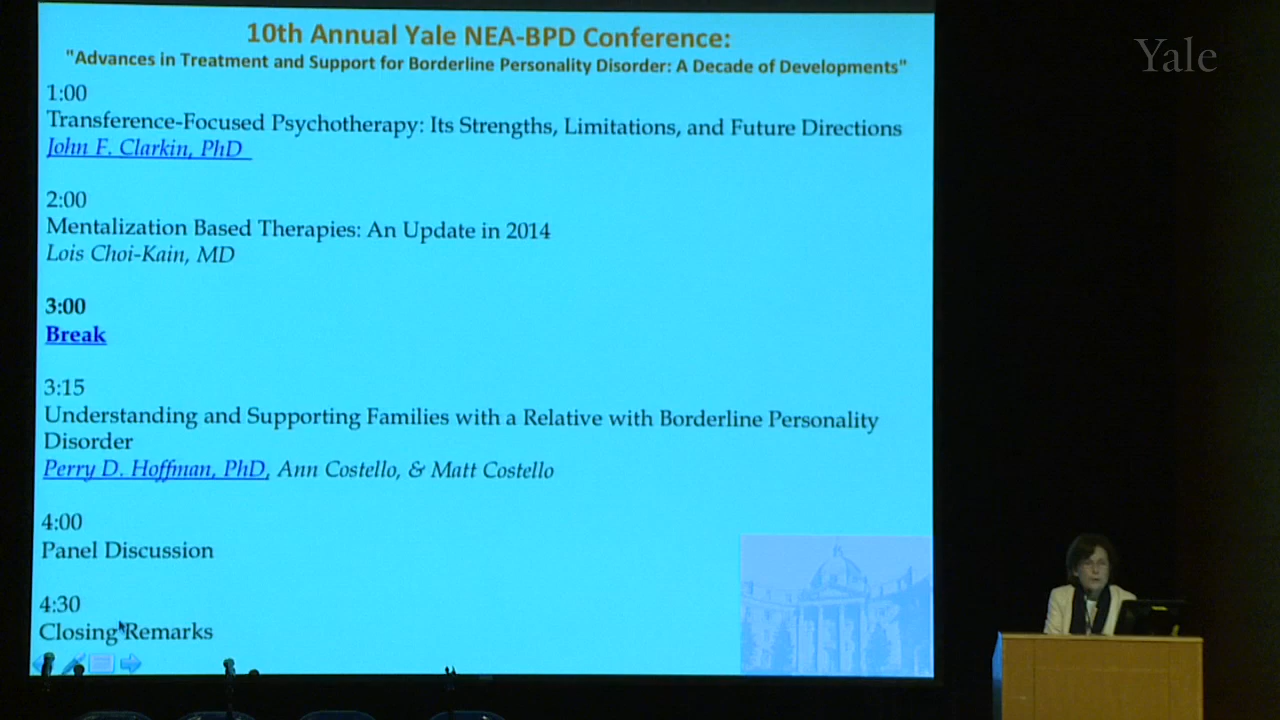 10th Annual Yale NEA-BPD Conference:
"Advances in Treatment and Support for Borderline Personality Disorder: A Decade of Developments"
Yale
1:00
Transference-Focused Psychotherapy: Its Strengths, Limitations, and Future Directions
John F. Clarkin, PhD
2:00
Mentalization Based Therapies: An Update in 2014
Lois Choi-Kain, MD
3:00
Break
3:15
Understanding and Supporting Families with a Relative with Borderline Personality
Disorder
Perry D. Hoffman, PhD, Ann Costello, & Matt Costello
4:00
Panel Discussion
4:30
Closing Remarks